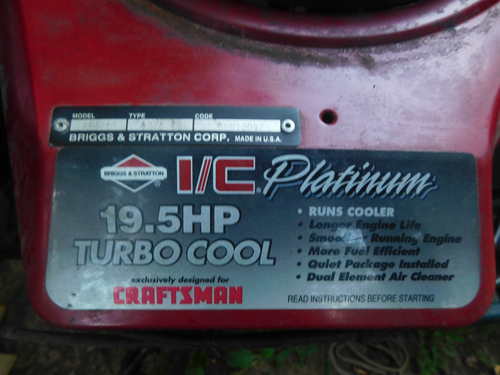 MODEL TYPE CODE
BRIGGS & STRATTON CORP. MADE IN U.S.A.
BRIGGS & STRATTON
I/C® Platinum
19.5HP
TURBO COOL
exclusively designed for
CRAFTSMAN
• RUNS COOLER
• Longer Engine Life
• Smoother Running Engine
• More Fuel Efficient
• Quiet Package Installed
• Dual Element Air Cleaner
READ INSTRUCTIONS BEFORE STARTING